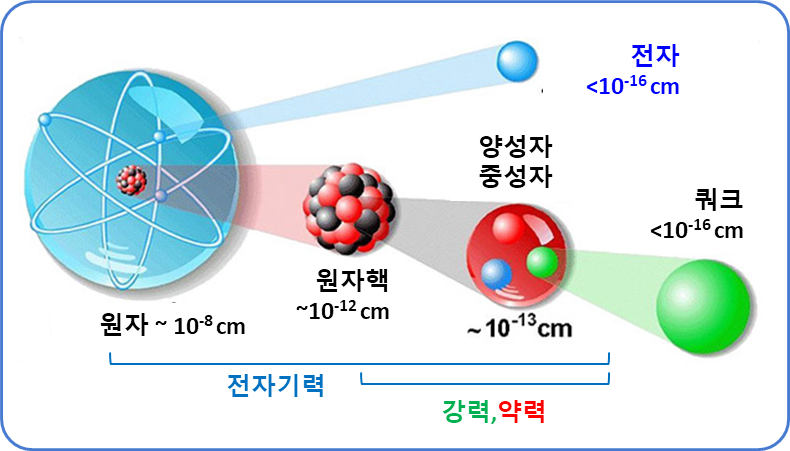 전자
<10⁻¹⁶ cm
양성자
중성자
쿼크
<10⁻¹⁶ cm
원자핵
~10⁻¹² cm
원자 ~ 10⁻⁸ cm
~10⁻¹³cm
전자기력
강력,약력